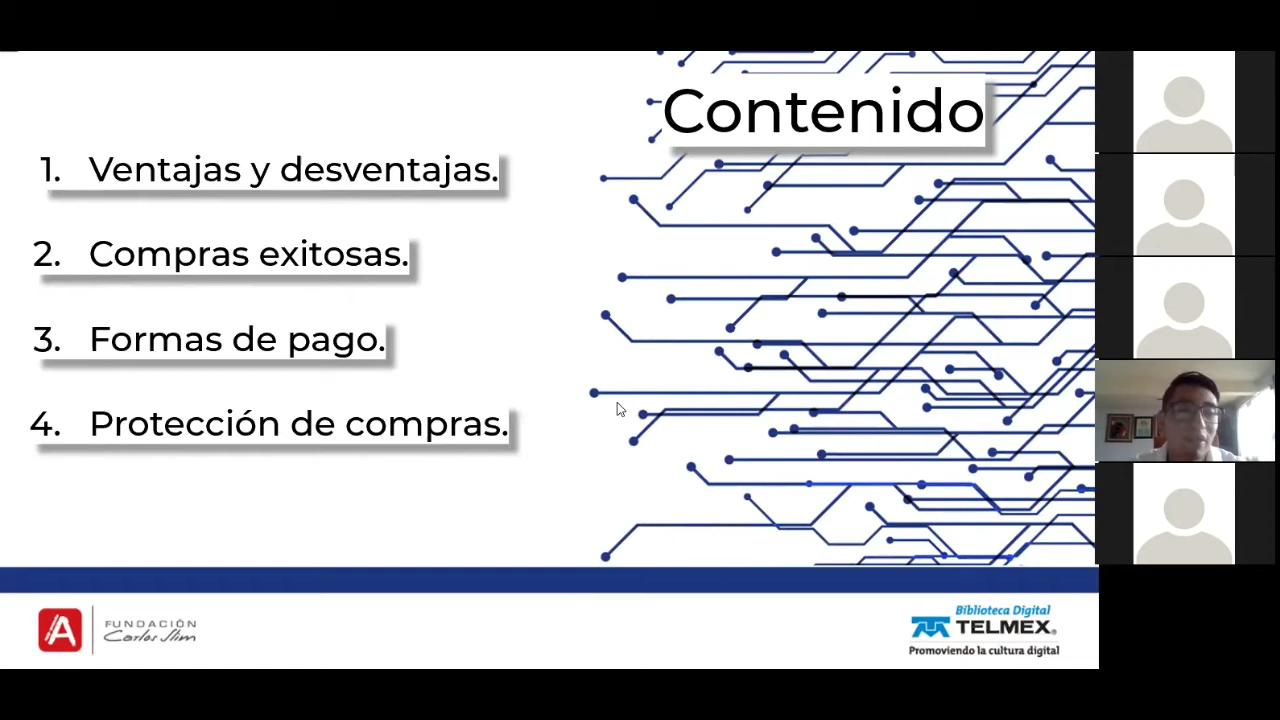 Contenido
1. Ventajas y desventajas.
2. Compras exitosas.
3. Formas de pago.
4. Protección de compras.
FUNDACIÓN
Carlos Slim
Biblioteca Digital
TELMEX®
Promoviendo la cultura digital